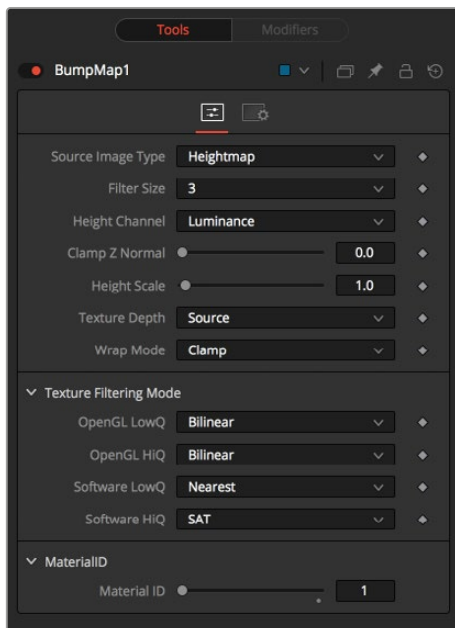 Tools Modifiers
BumpMap1
Source Image Type Heightmap
Filter Size 3
Height Channel Luminance
Clamp Z Normal 0.0
Height Scale 1.0
Texture Depth Source
Wrap Mode Clamp
Texture Filtering Mode
OpenGL LowQ Bilinear
OpenGL HiQ Bilinear
Software LowQ Nearest
Software HiQ SAT
MaterialID
Material ID 1